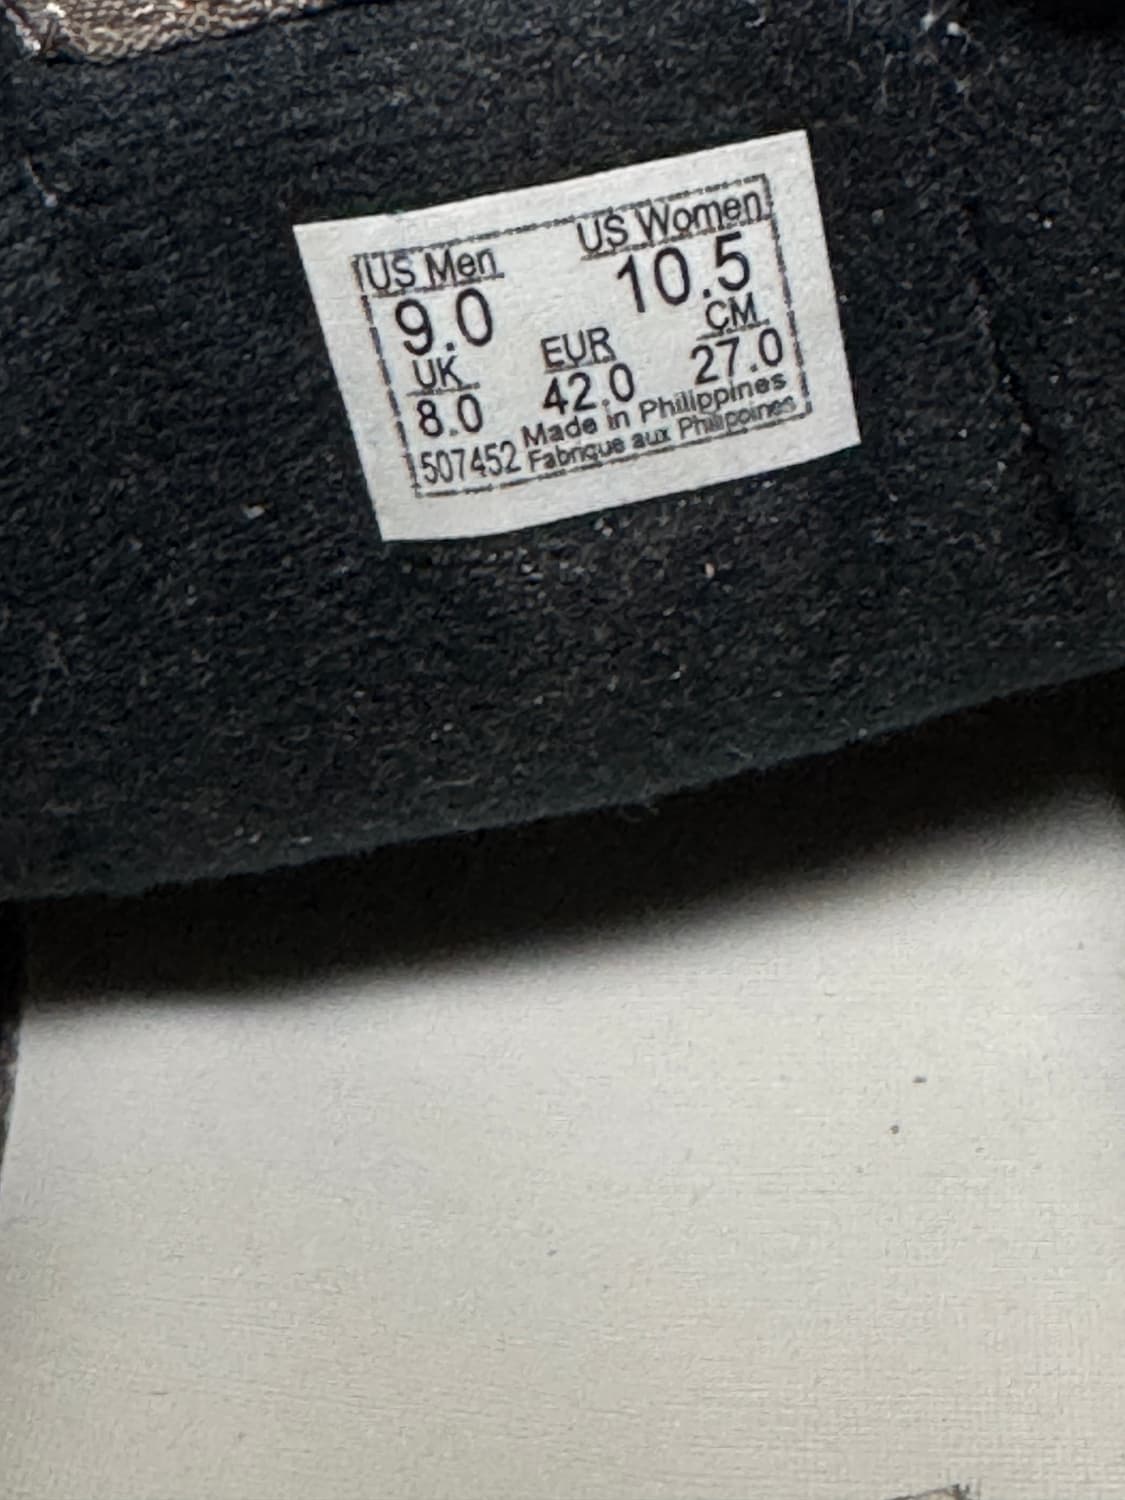 US Men US Women
9.0 10.5
UK EUR CM
8.0 42.0 27.0
507452 Made in Philippines
Fabrique aux Philippines